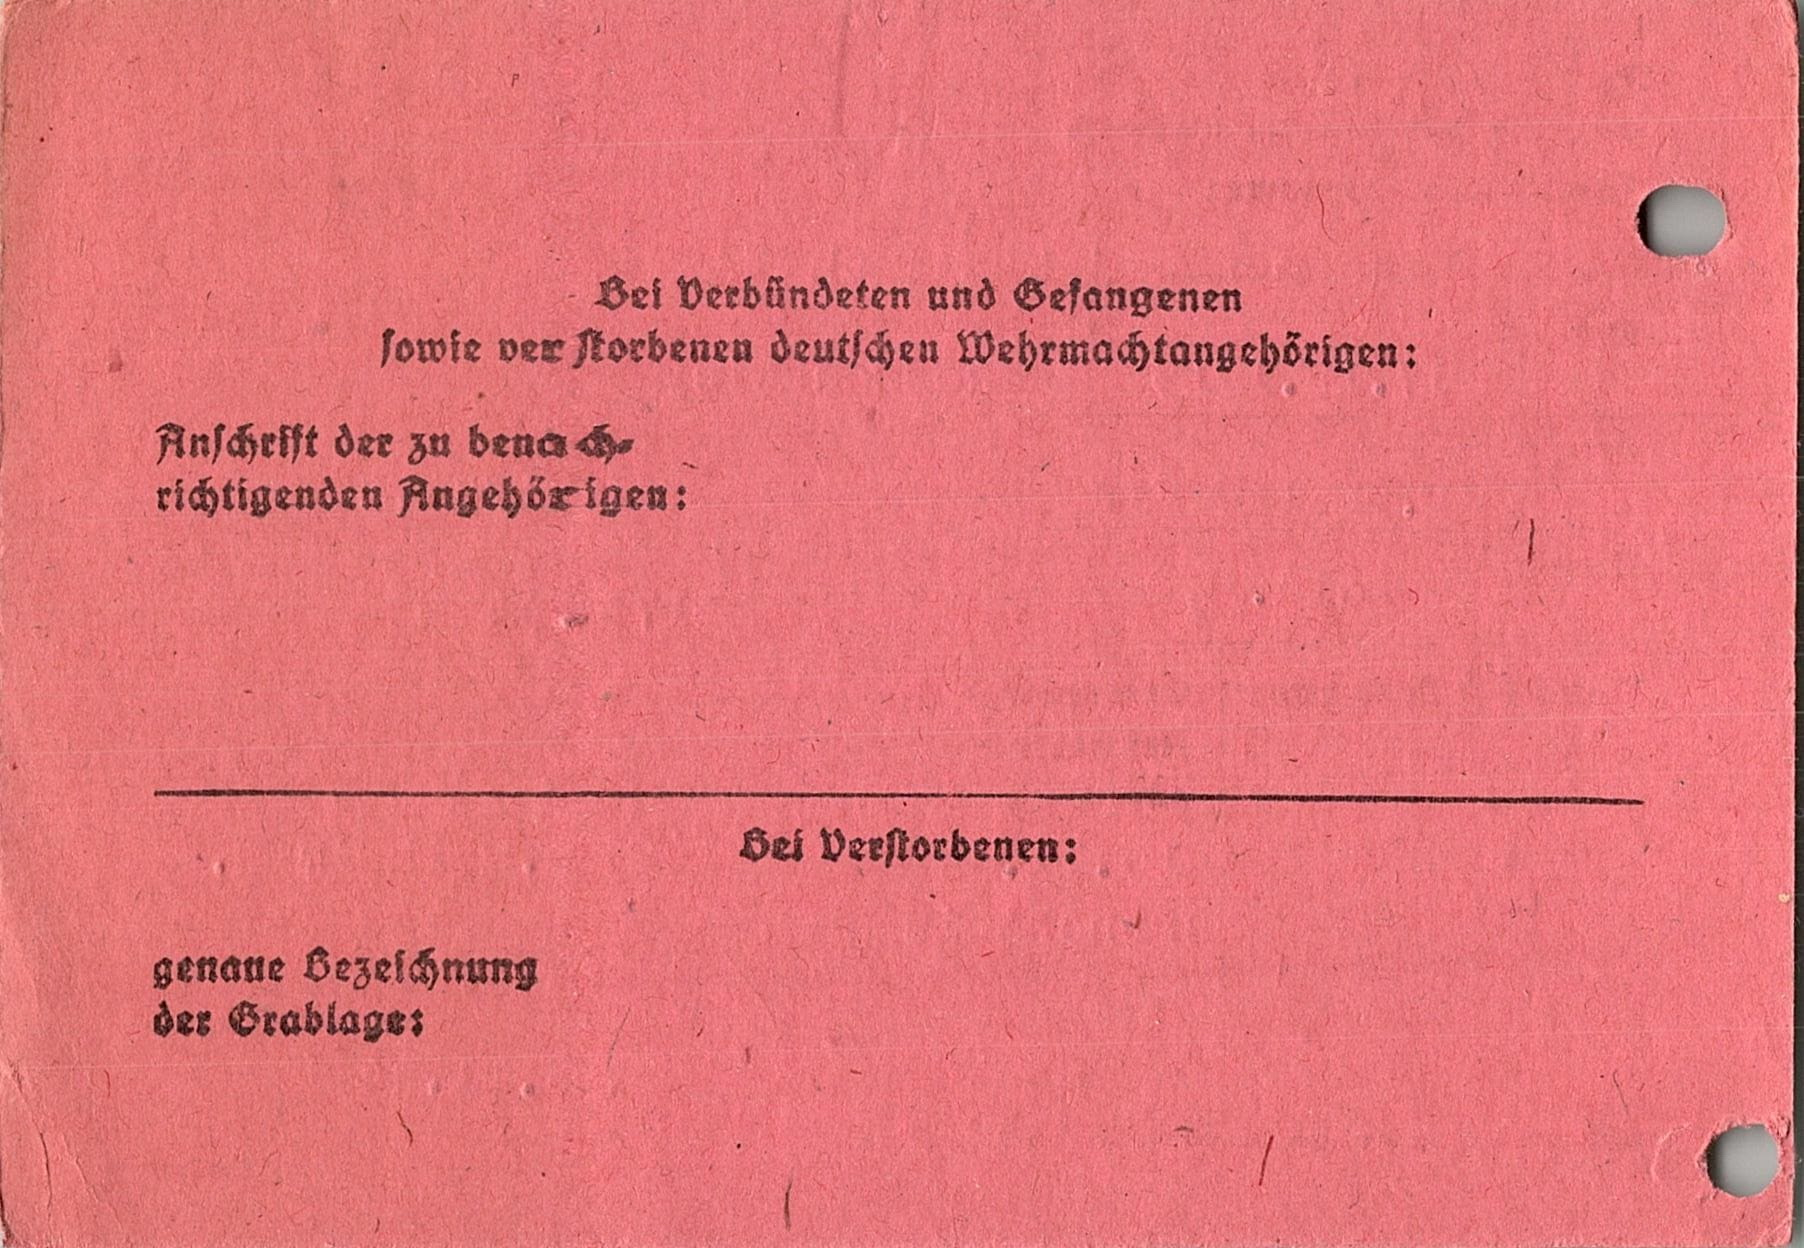 Bei Verbündeten und Gefangenen
sowie verstorbenen deutschen Wehrmachtangehörigen:
Anschrift der zu benach-
richtigenden Angehörigen:
Bei Verstorbenen:
genaue Bezeichnung
der Grablage: